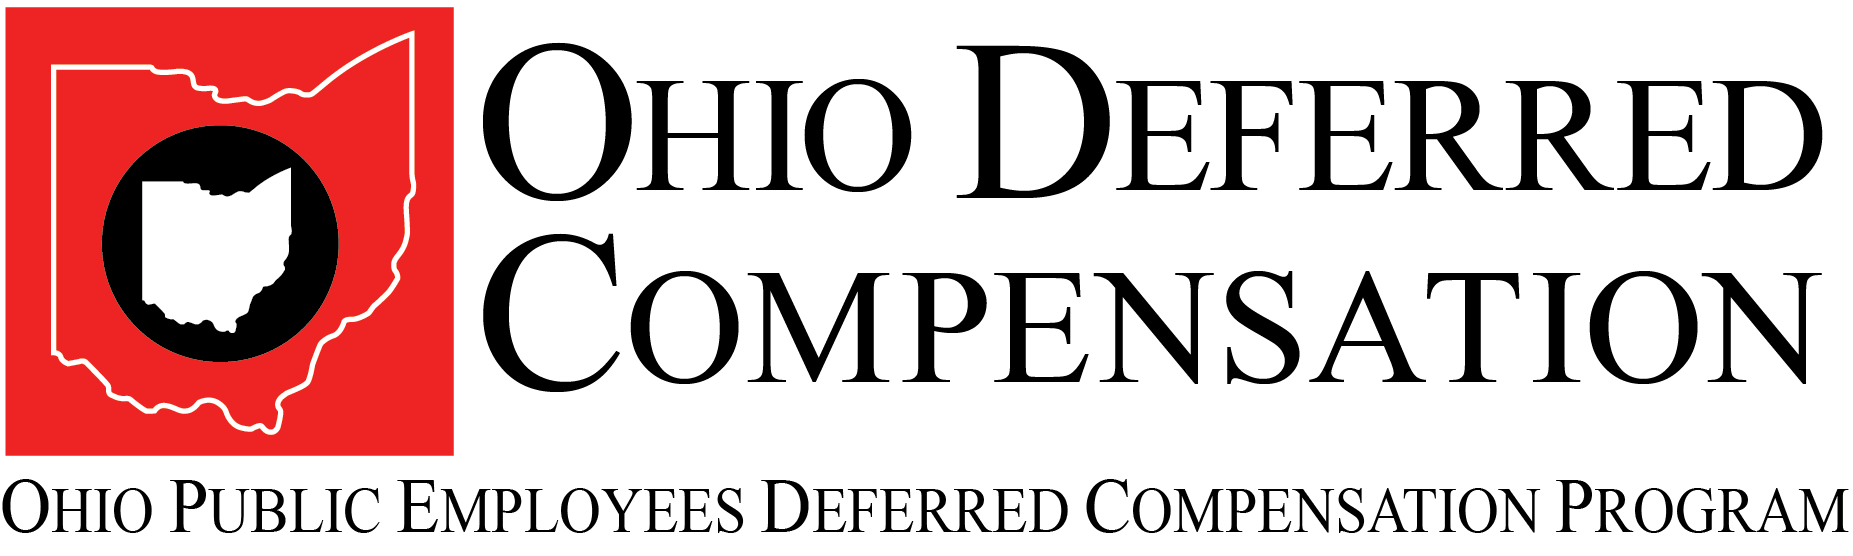 OHIO DEFERRED
COMPENSATION
OHIO PUBLIC EMPLOYEES DEFERRED COMPENSATION PROGRAM